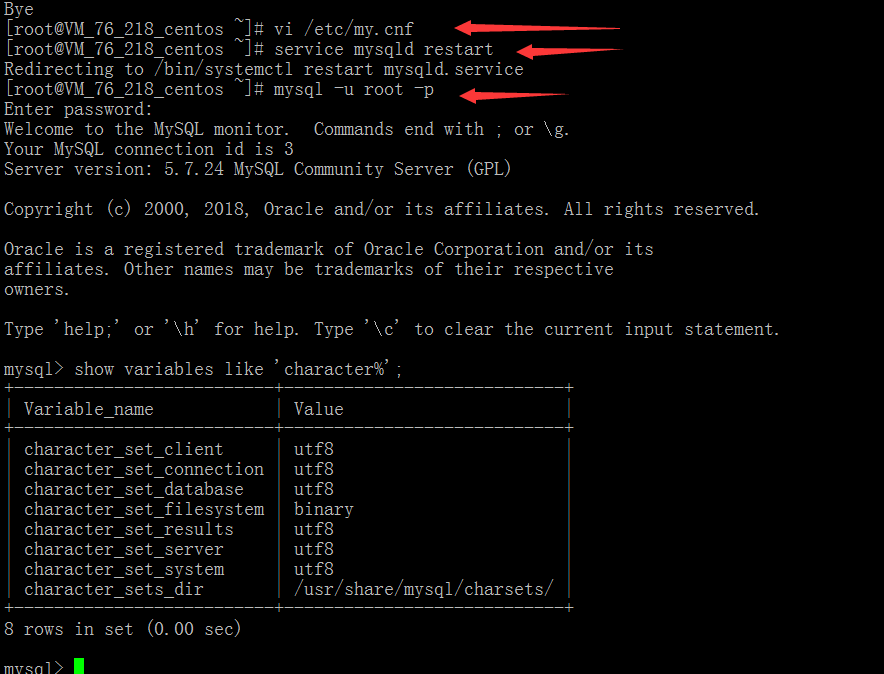 Bye
[root@VM_76_218_centos ~]# vi /etc/my.cnf
[root@VM_76_218_centos ~]# service mysqld restart
Redirecting to /bin/systemctl restart mysqld.service
[root@VM_76_218_centos ~]# mysql -u root -p
Enter password:
Welcome to the MySQL monitor.  Commands end with ; or \g.
Your MySQL connection id is 3
Server version: 5.7.24 MySQL Community Server (GPL)
Copyright (c) 2000, 2018, Oracle and/or its affiliates. All rights reserved.
Oracle is a registered trademark of Oracle Corporation and/or its
affiliates. Other names may be trademarks of their respective
owners.
Type 'help;' or '\h' for help. Type '\c' to clear the current input statement.
mysql> show variables like 'character%';
+--------------------------+----------------------------+
| Variable_name            | Value                      |
+--------------------------+----------------------------+
| character_set_client     | utf8                       |
| character_set_connection | utf8                       |
| character_set_database   | utf8                       |
| character_set_filesystem | binary                     |
| character_set_results    | utf8                       |
| character_set_server     | utf8                       |
| character_set_system     | utf8                       |
| character_sets_dir       | /usr/share/mysql/charsets/ |
+--------------------------+----------------------------+
8 rows in set (0.00 sec)
mysql>